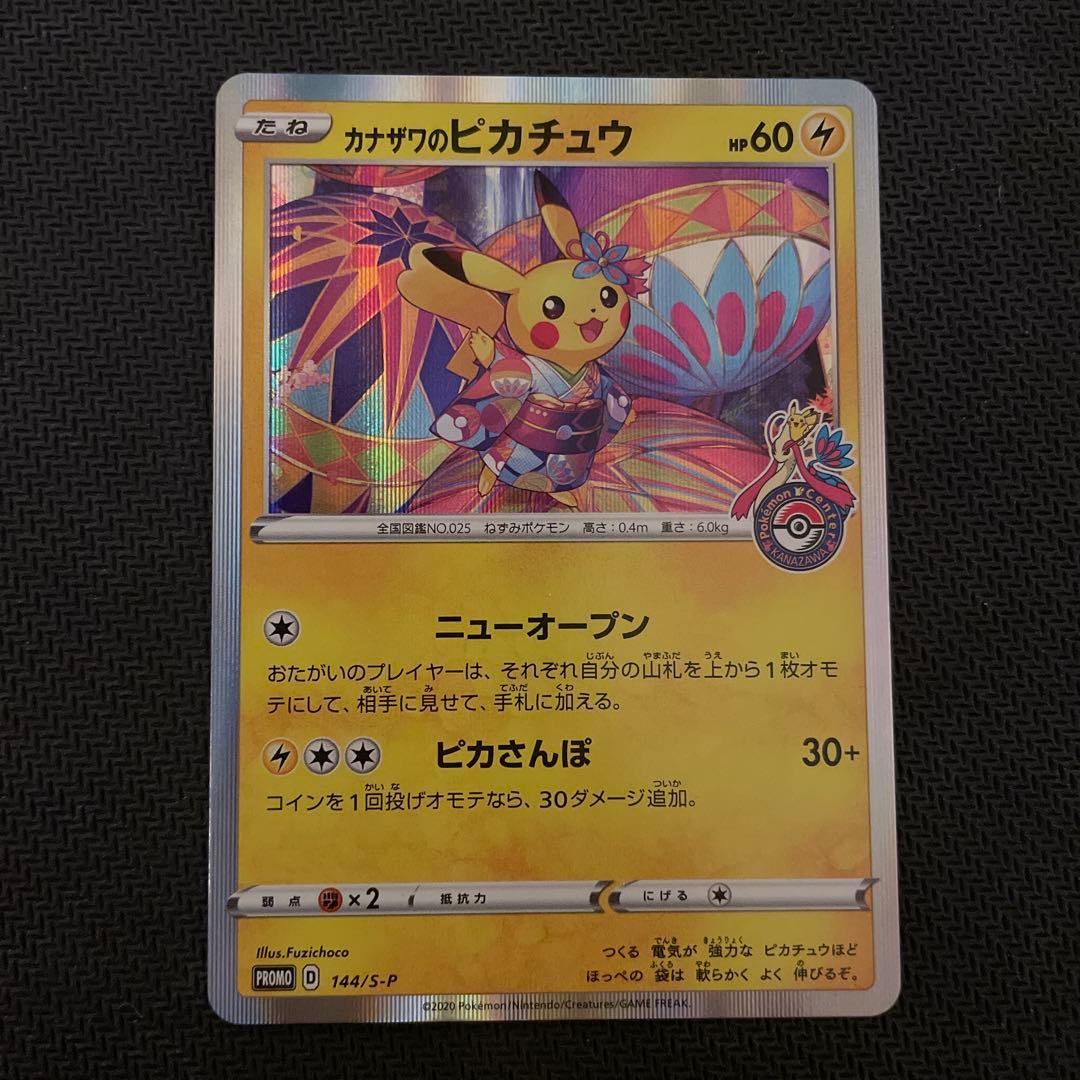 たね カナザワのピカチュウ HP60
全国図鑑NO.025 ねずみポケモン 高さ:0.4m 重さ:6.0kg
Pokémon Center
KANAZAWA
ニューオープン
おたがいのプレイヤーは、それぞれ自分の山札を上から1枚オモ
テにして、相手に見せて、手札に加える。
ピカさんぽ 30+
コインを1回投げオモテなら、30ダメージ追加。
弱点 ×2 抵抗力 にげる
Illus.Fuzichoco
つくる 電気が 強力な ピカチュウほど
ほっぺの 袋は 軟らかく よく 伸びるぞ。
PROMO D 144/S-P
©2020 Pokémon/Nintendo/Creatures/GAME FREAK.